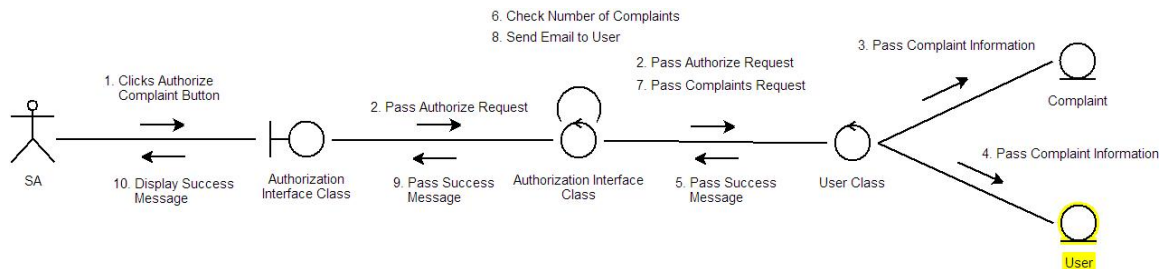 6. Check Number of Complaints
8. Send Email to User
3. Pass Complaint Information
1. Clicks Authorize
Complaint Button
2. Pass Authorize Request
2. Pass Authorize Request
7. Pass Complaints Request
Complaint
4. Pass Complaint Information
SA
10. Display Success
Message
Authorization
Interface Class
9. Pass Success
Message
Authorization Interface
Class
5. Pass Success
Message
User Class
User